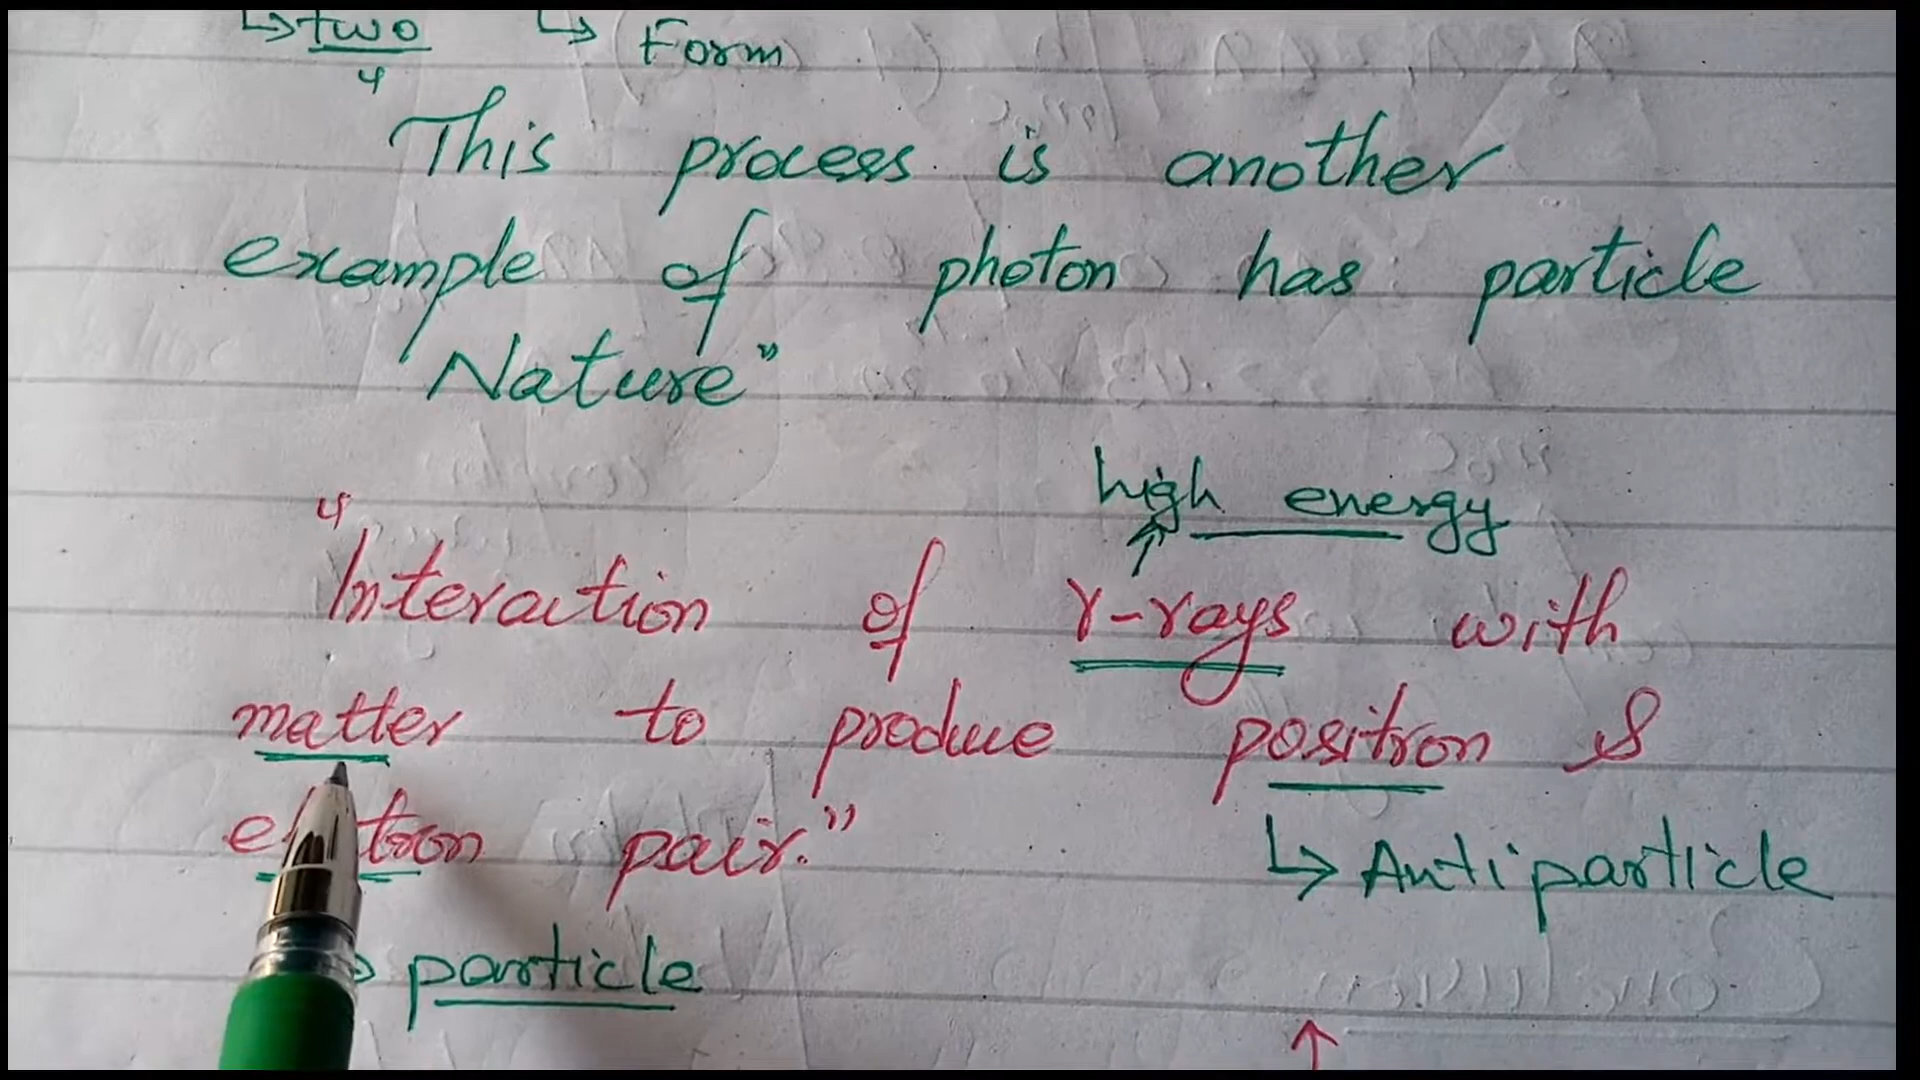 ↳ two ↳ (Form)
"This process is another
example of photon has particle
Nature"
high energy
"Interaction of γ-rays with
matter to produce positron &
electron pair."
↳ Antiparticle
particle